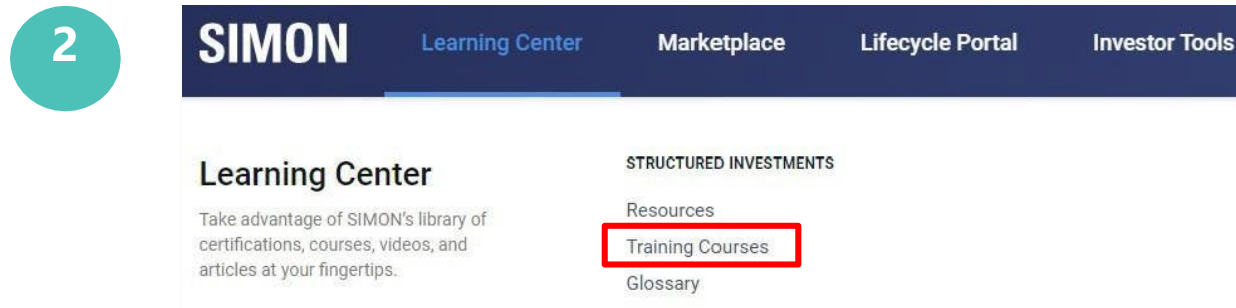 2
SIMON Learning Center Marketplace Lifecycle Portal Investor Tools
Learning Center
Take advantage of SIMON's library of
certifications, courses, videos, and
articles at your fingertips.
STRUCTURED INVESTMENTS
Resources
Training Courses
Glossary